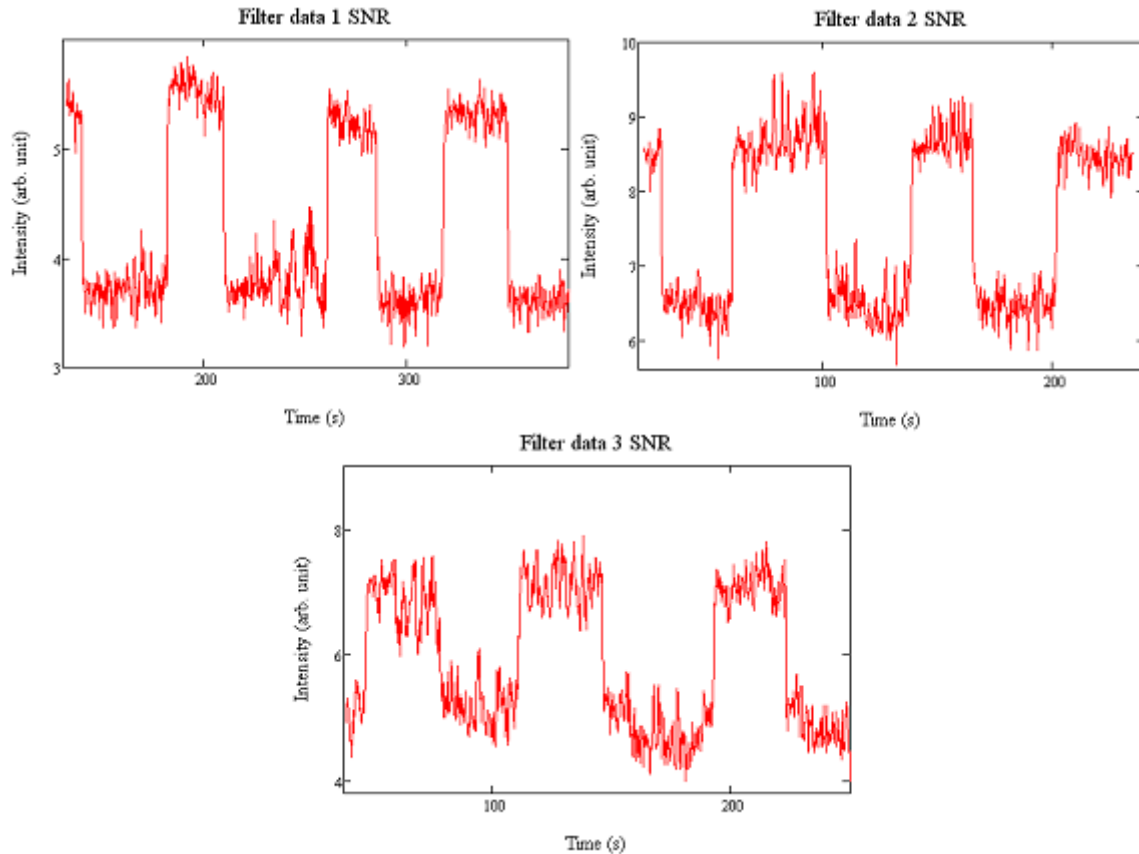 Filter data 1 SNR
Intensity (arb. unit)
5
4
3
200
300
Time (s)
Filter data 2 SNR
Intensity (arb. unit)
10
9
8
7
6
100
200
Time (s)
Filter data 3 SNR
Intensity (arb. unit)
8
6
4
100
200
Time (s)